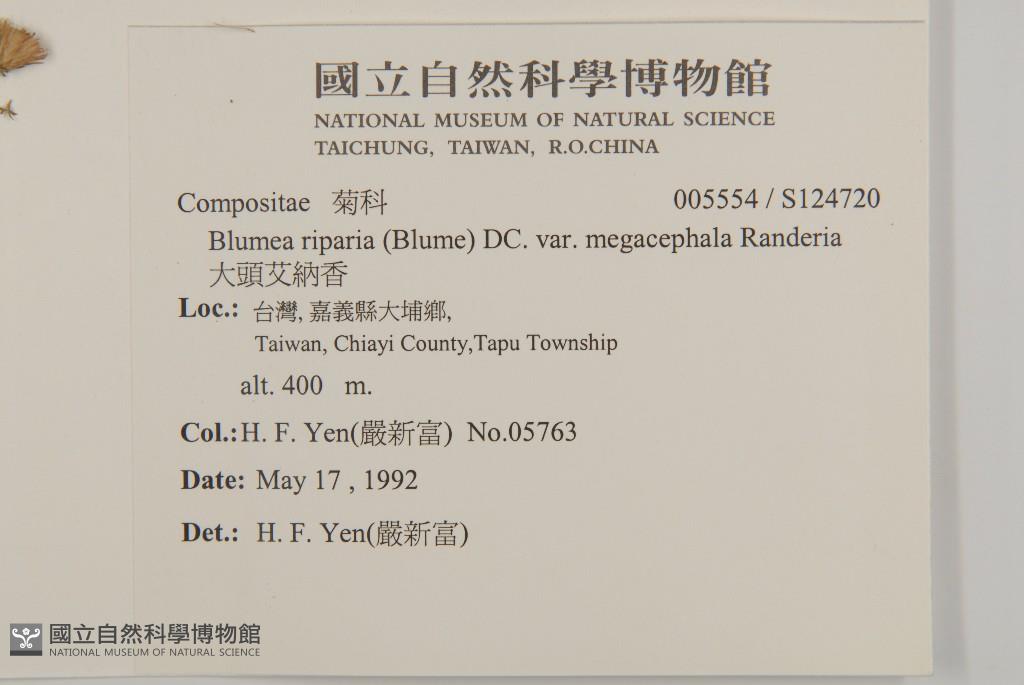 國立自然科學博物館
NATIONAL MUSEUM OF NATURAL SCIENCE
TAICHUNG, TAIWAN, R.O.CHINA
Compositae 菊科 005554 / S124720
Blumea riparia (Blume) DC. var. megacephala Randeria
大頭艾納香
Loc.: 台灣, 嘉義縣大埔鄉,
Taiwan, Chiayi County,Tapu Township
alt. 400 m.
Col.:H. F. Yen(嚴新富) No.05763
Date: May 17 , 1992
Det.: H. F. Yen(嚴新富)
國立自然科學博物館
NATIONAL MUSEUM OF NATURAL SCIENCE